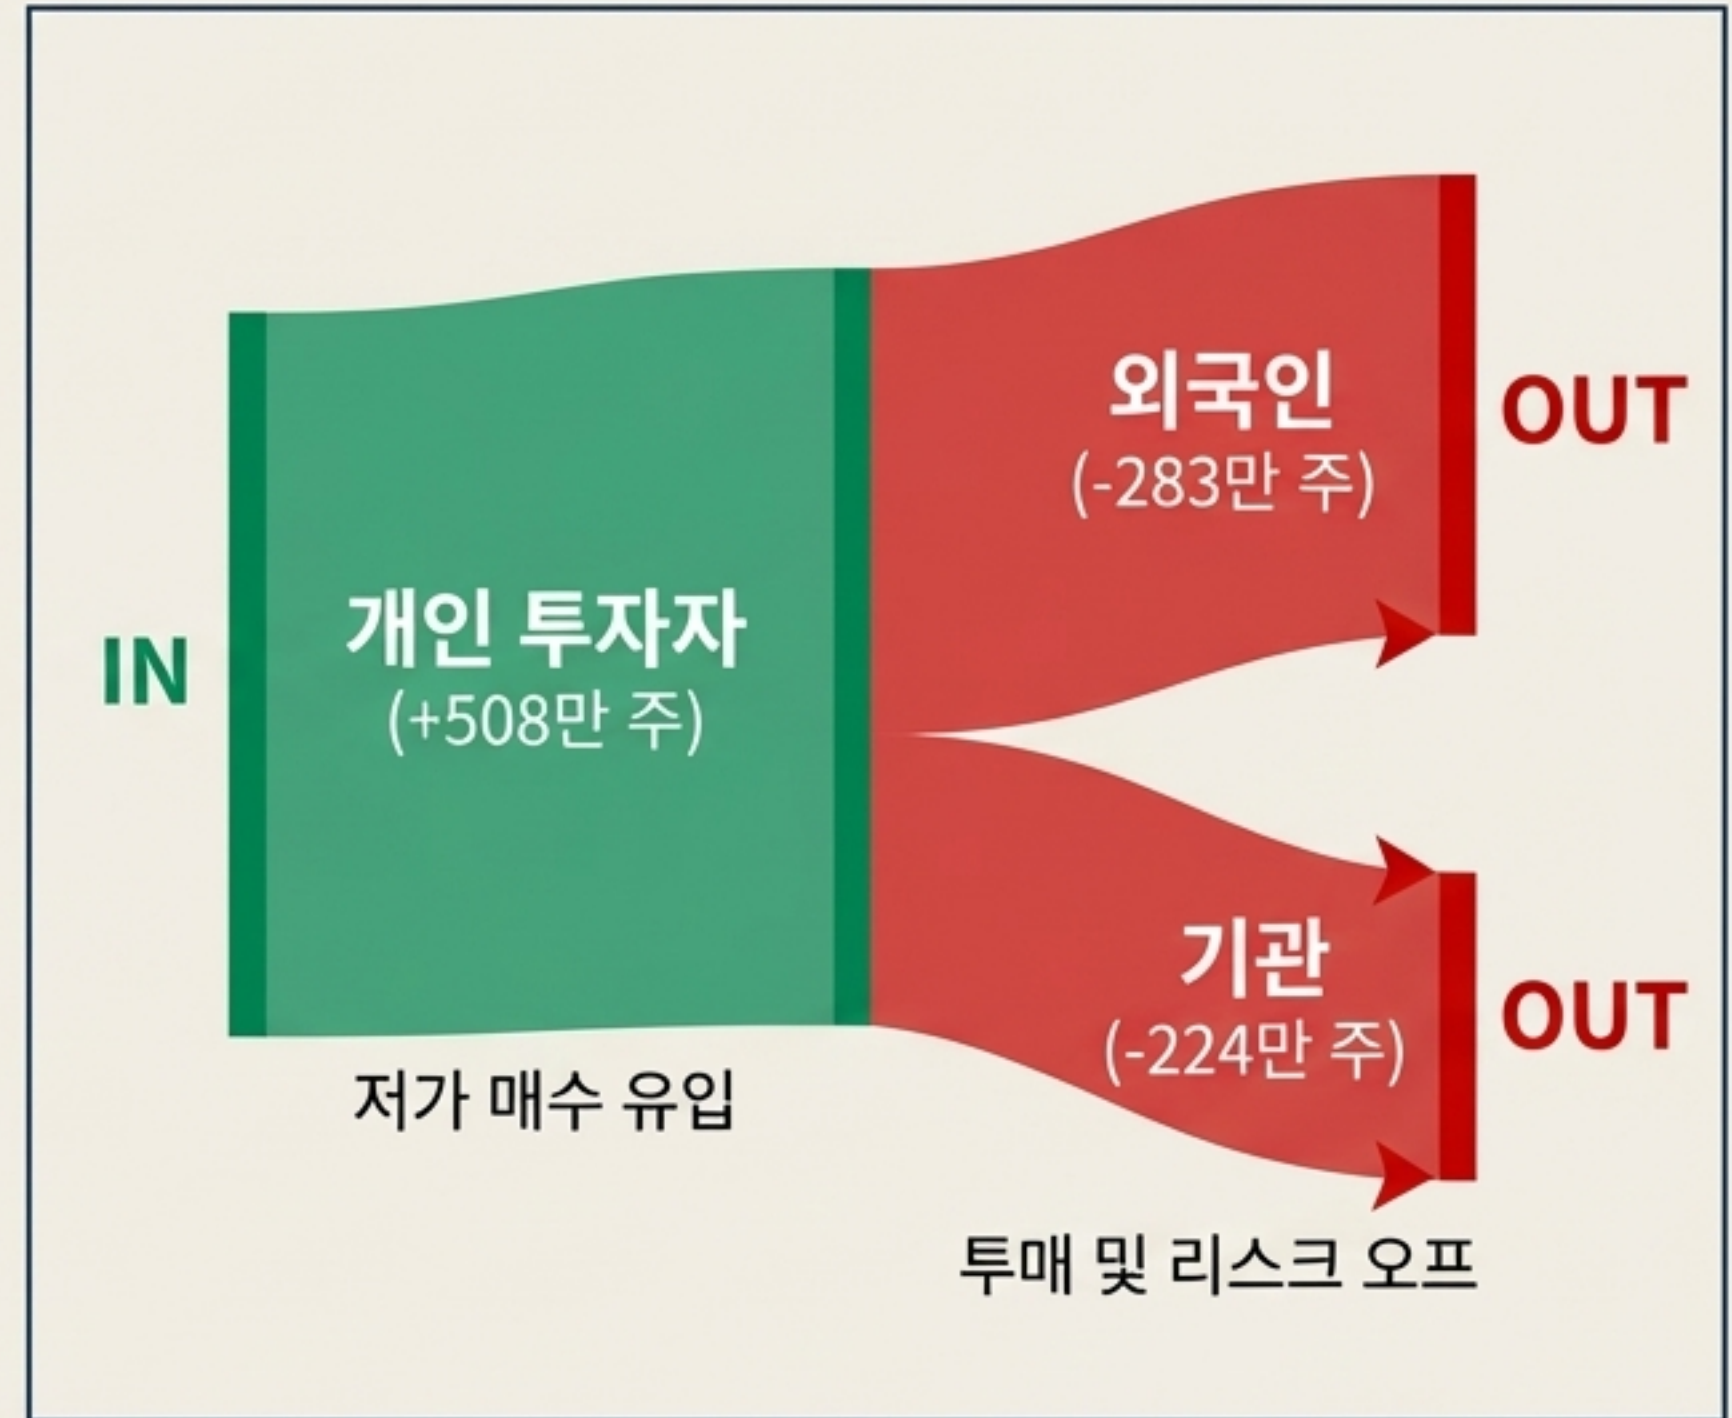 외국인
(-283만 주)
OUT
개인 투자자
(+508만 주)
IN
저가 매수 유입
기관
(-224만 주)
OUT
투매 및 리스크 오프